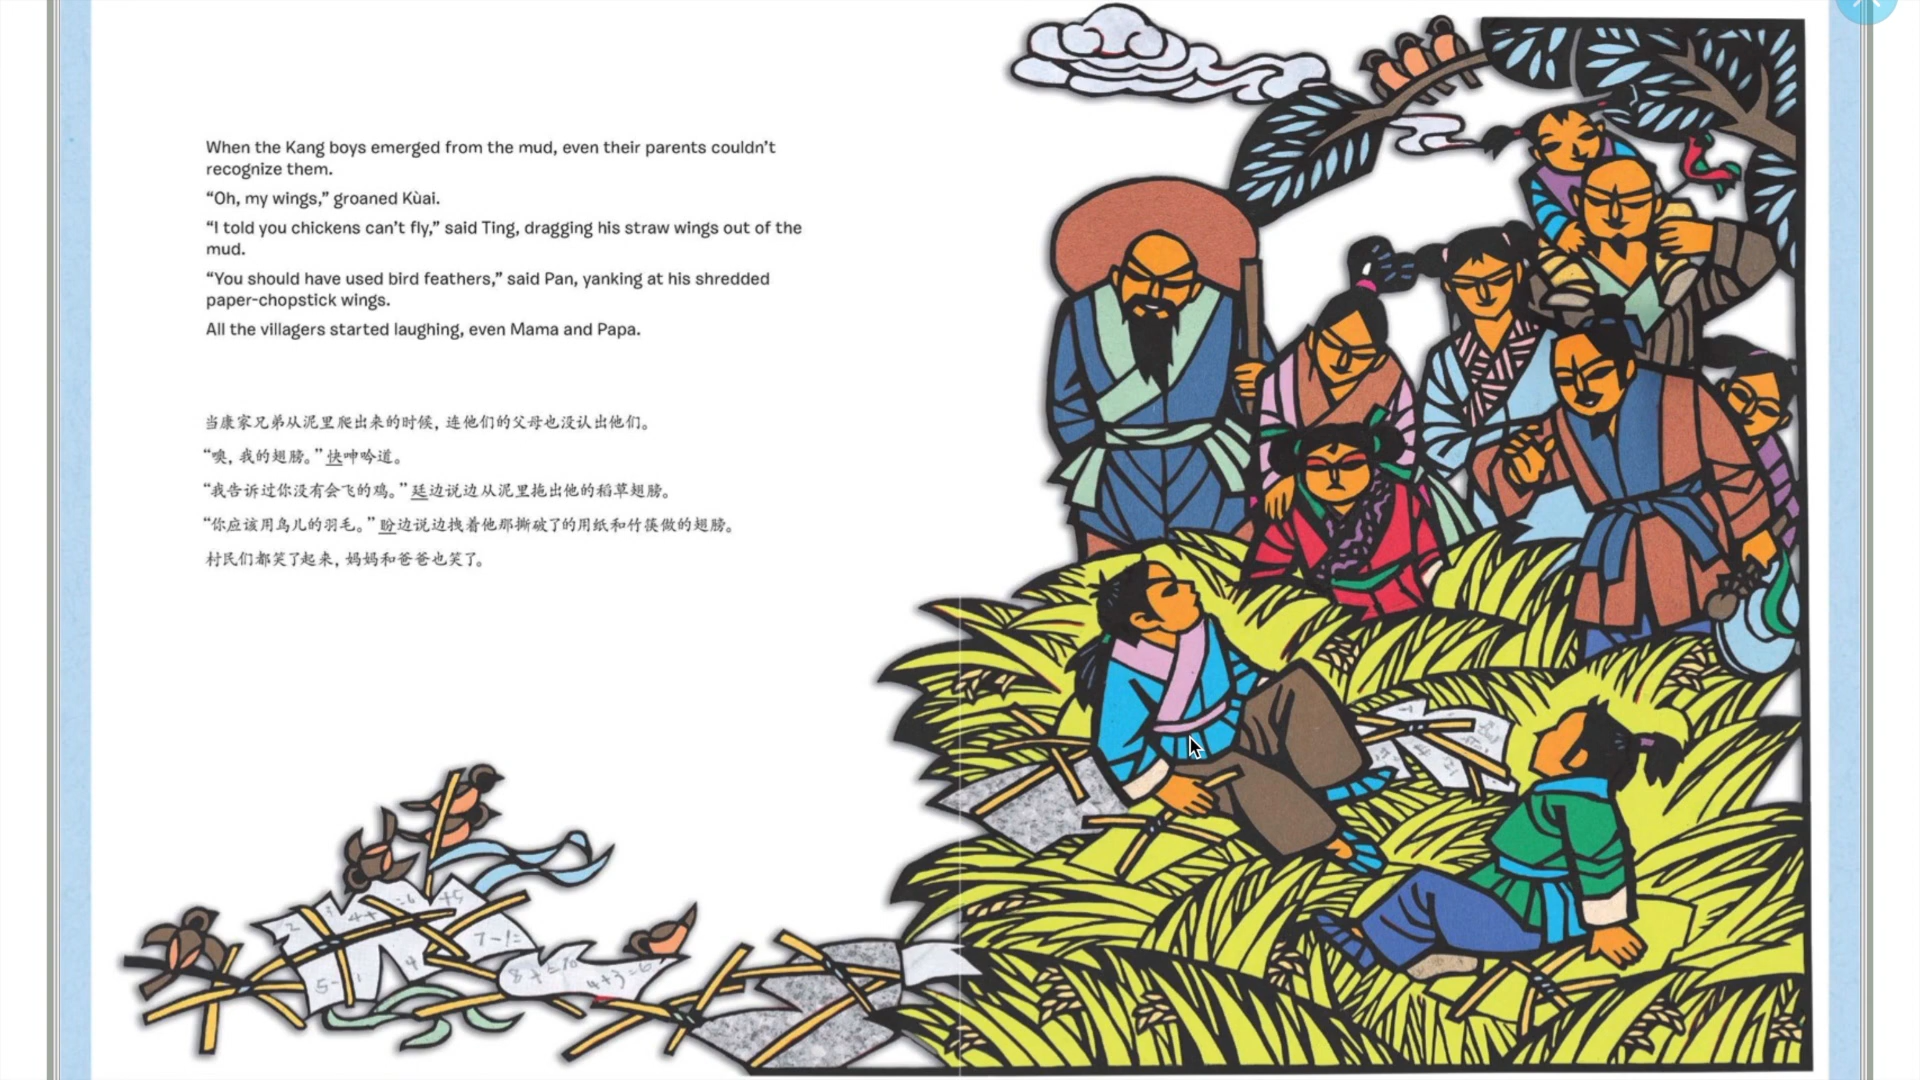 When the Kang boys emerged from the mud, even their parents couldn't
recognize them.
"Oh, my wings," groaned Kùai.
"I told you chickens can't fly," said Ting, dragging his straw wings out of the
mud.
"You should have used bird feathers," said Pan, yanking at his shredded
paper-chopstick wings.
All the villagers started laughing, even Mama and Papa.
当康家兄弟从泥里爬出来的时候, 连他们的父母也没认出他们。
“噢, 我的翅膀。”快呻吟道。
“我告诉过你没有会飞的鸡。”廷边说边从泥里拖出他的稻草翅膀。
“你应该用鸟儿的羽毛。”盼边说边拽着他那撕破了的用纸和竹筷做的翅膀。
村民们都笑了起来, 妈妈和爸爸也笑了。
7-1=
4+3=6